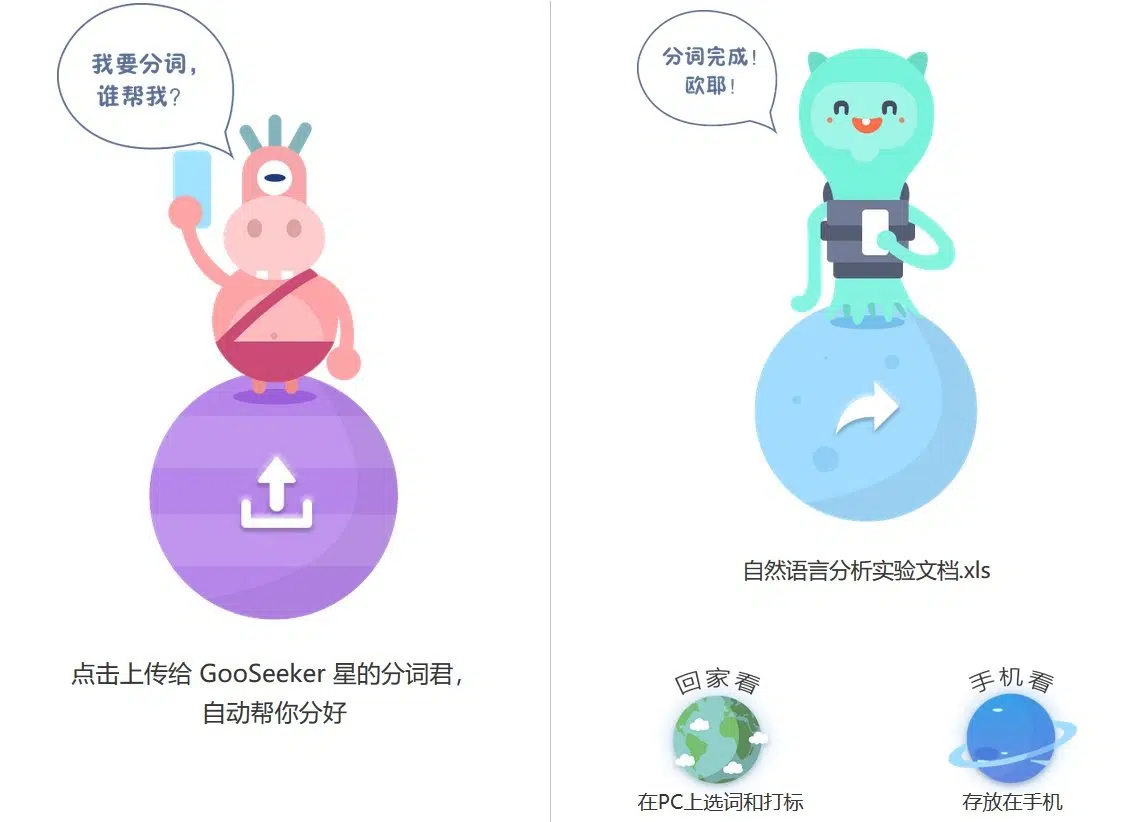 我要分词，
谁帮我？
点击上传给 GooSeeker 星的分词君，
自动帮你分好
分词完成！
欧耶！
自然语言分析实验文档.xls
回家看
在PC上选词和打标
手机看
存放在手机